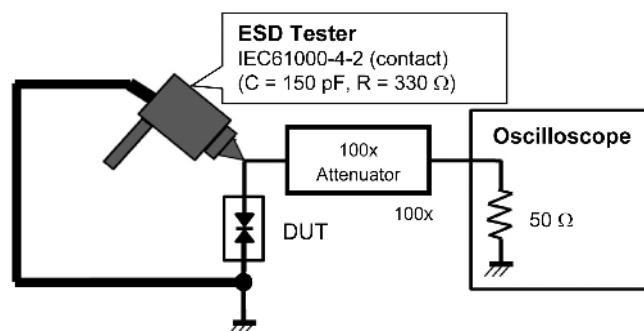 ESD Tester
IEC61000-4-2 (contact)
(C = 150 pF, R = 330 Ω)
Oscilloscope
100x
Attenuator
100x
50 Ω
DUT